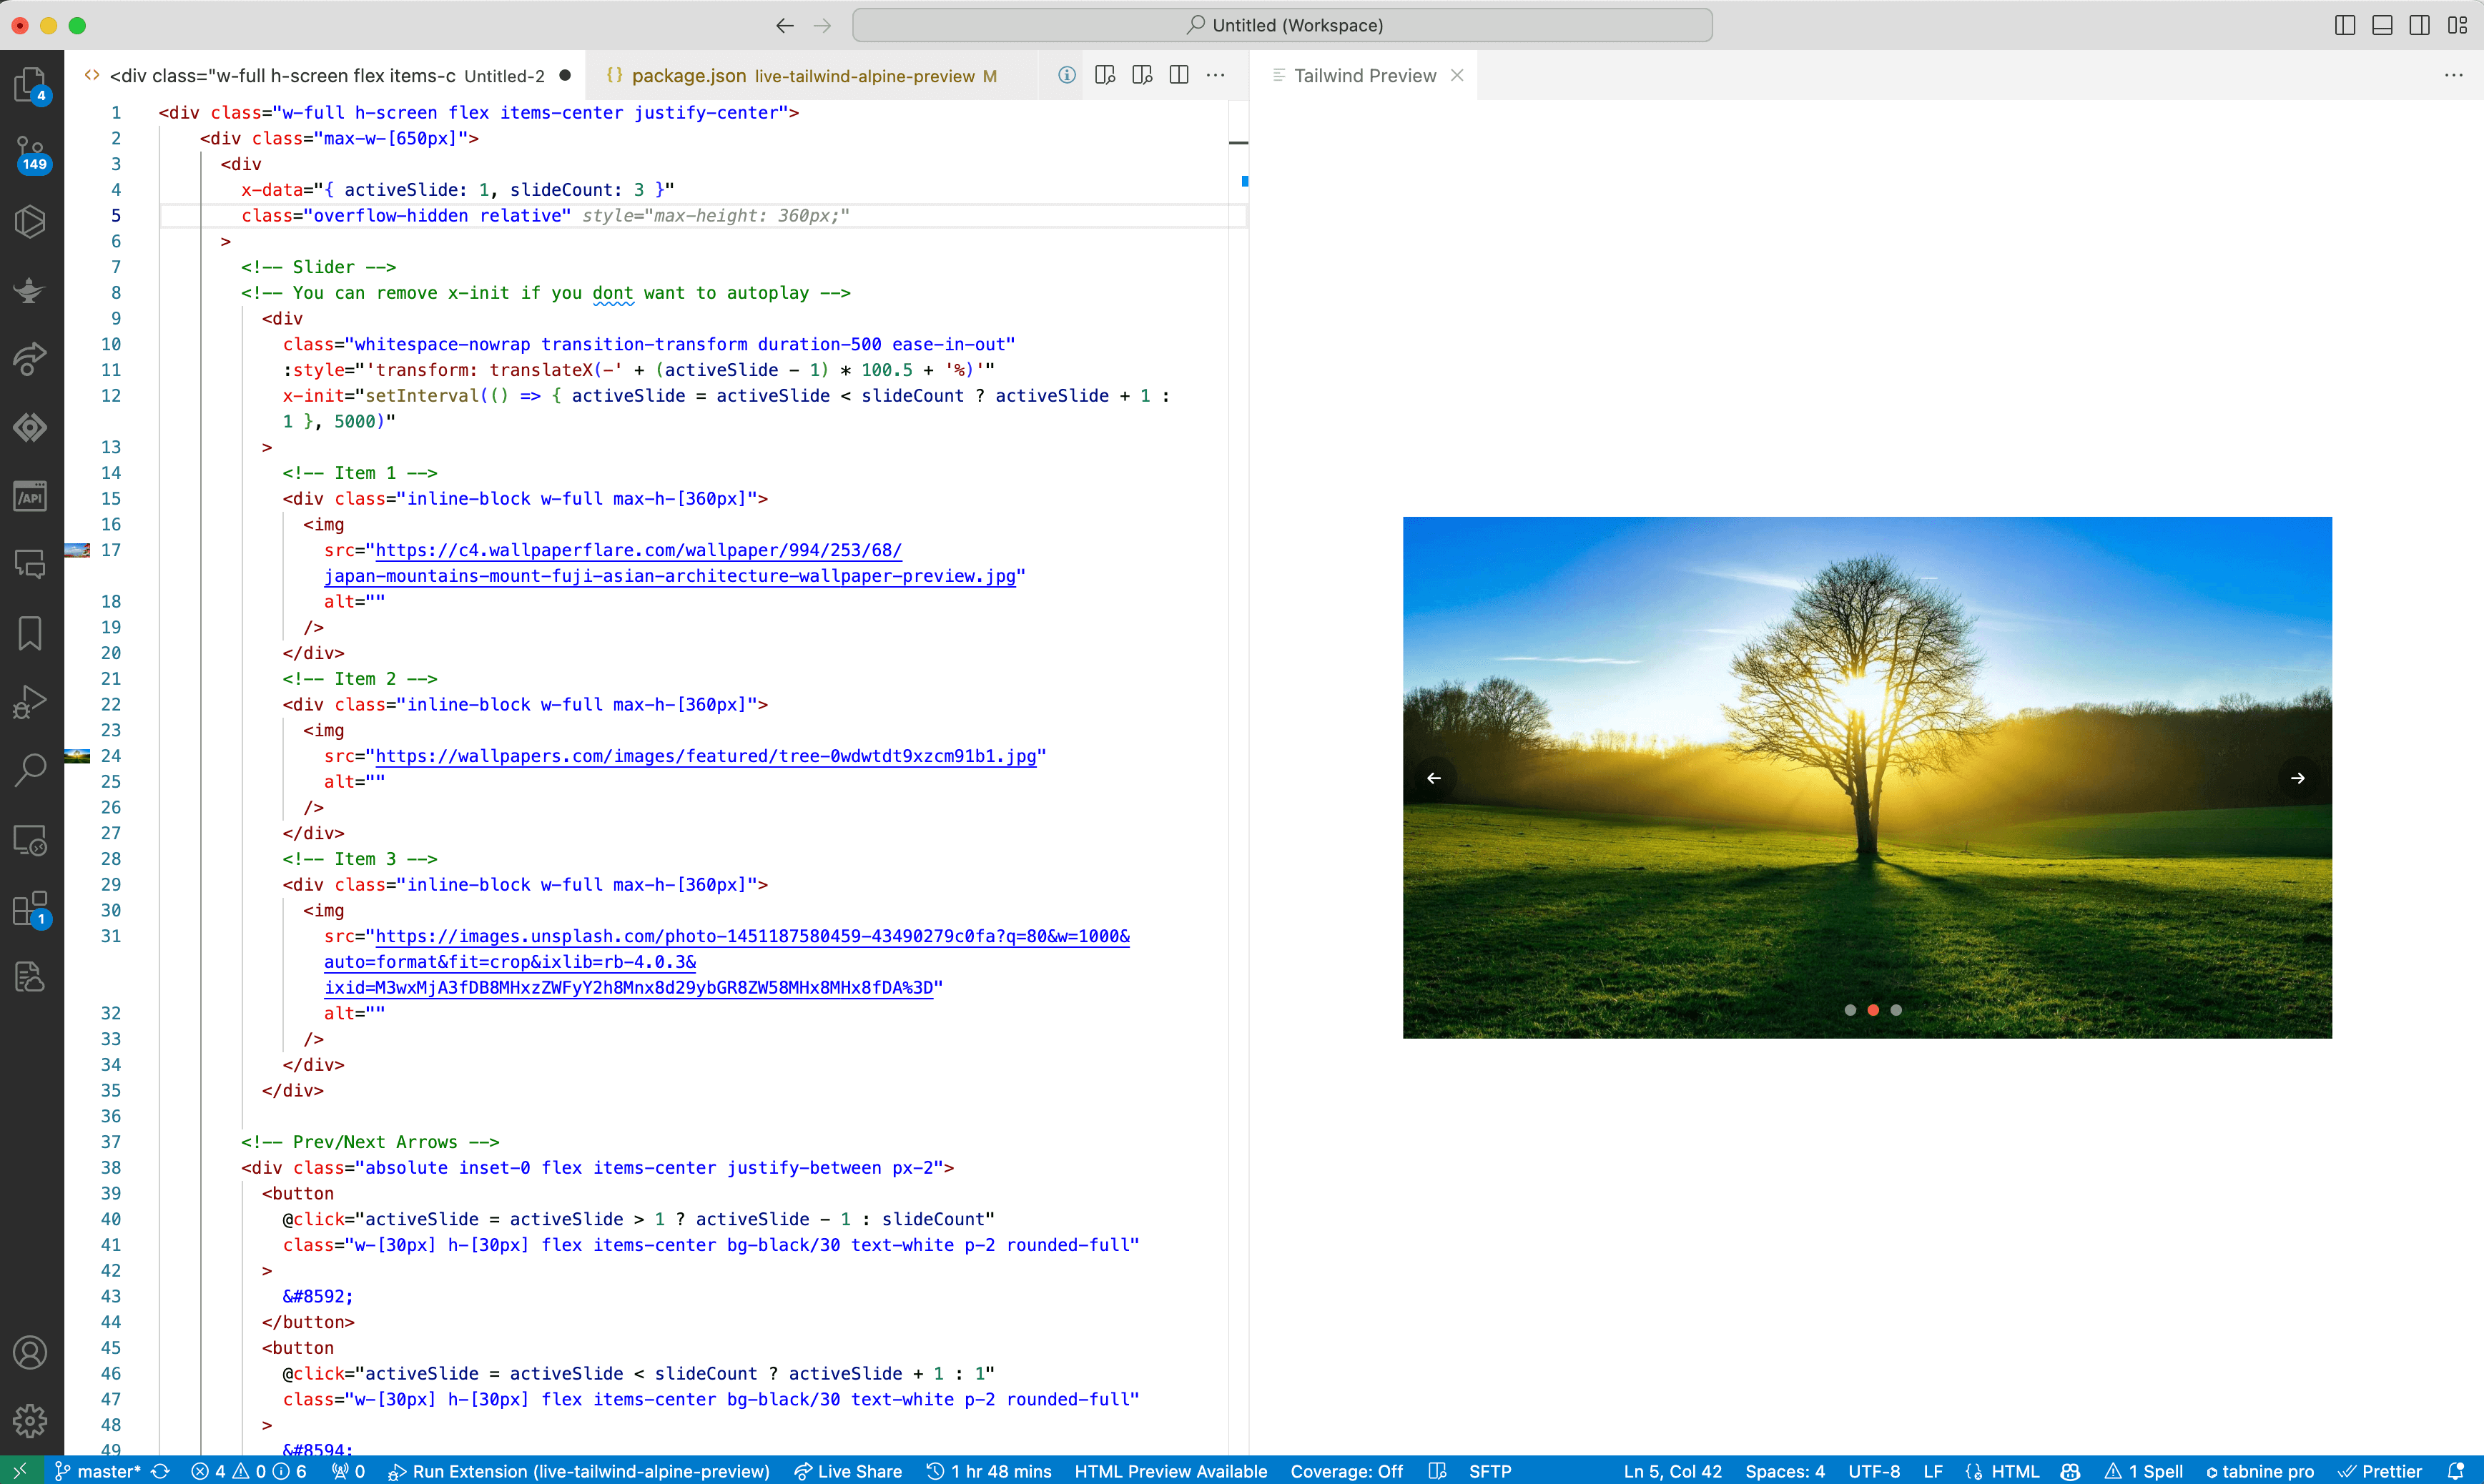 Untitled (Workspace)
<div class="w-full h-screen flex items-c Untitled-2
{} package.json live-tailwind-alpine-preview M
Tailwind Preview
4
149
/API
1
1 <div class="w-full h-screen flex items-center justify-center">
2 <div class="max-w-[650px]">
3 <div
4 x-data="{ activeSlide: 1, slideCount: 3 }"
5 class="overflow-hidden relative" style="max-height: 360px;"
6 >
7 <!-- Slider -->
8 <!-- You can remove x-init if you dont want to autoplay -->
9 <div
10 class="whitespace-nowrap transition-transform duration-500 ease-in-out"
11 :style="'transform: translateX(-' + (activeSlide - 1) * 100.5 + '%)'"
12 x-init="setInterval(() => { activeSlide = activeSlide < slideCount ? activeSlide + 1 :
1 }, 5000)"
13 >
14 <!-- Item 1 -->
15 <div class="inline-block w-full max-h-[360px]">
16 <img
17 src="https://c4.wallpaperflare.com/wallpaper/994/253/68/
japan-mountains-mount-fuji-asian-architecture-wallpaper-preview.jpg"
18 alt=""
19 />
20 </div>
21 <!-- Item 2 -->
22 <div class="inline-block w-full max-h-[360px]">
23 <img
24 src="https://wallpapers.com/images/featured/tree-0wdwtdt9xzcm91b1.jpg"
25 alt=""
26 />
27 </div>
28 <!-- Item 3 -->
29 <div class="inline-block w-full max-h-[360px]">
30 <img
31 src="https://images.unsplash.com/photo-1451187580459-43490279c0fa?q=80&w=1000&
auto=format&fit=crop&ixlib=rb-4.0.3&
ixid=M3wxMjA3fDB8MHxzZWFyY2h8Mnx8d29ybGR8ZW58MHx8MHx8fDA%3D"
32 alt=""
33 />
34 </div>
35 </div>
36
37 <!-- Prev/Next Arrows -->
38 <div class="absolute inset-0 flex items-center justify-between px-2">
39 <button
40 @click="activeSlide = activeSlide > 1 ? activeSlide - 1 : slideCount"
41 class="w-[30px] h-[30px] flex items-center bg-black/30 text-white p-2 rounded-full"
42 >
43 &#8592;
44 </button>
45 <button
46 @click="activeSlide = activeSlide < slideCount ? activeSlide + 1 : 1"
47 class="w-[30px] h-[30px] flex items-center bg-black/30 text-white p-2 rounded-full"
48 >
49 &#8594;
← →
master* 4 0 6 0 Run Extension (live-tailwind-alpine-preview) Live Share 1 hr 48 mins HTML Preview Available Coverage: Off SFTP Ln 5, Col 42 Spaces: 4 UTF-8 LF HTML 1 Spell tabnine pro Prettier